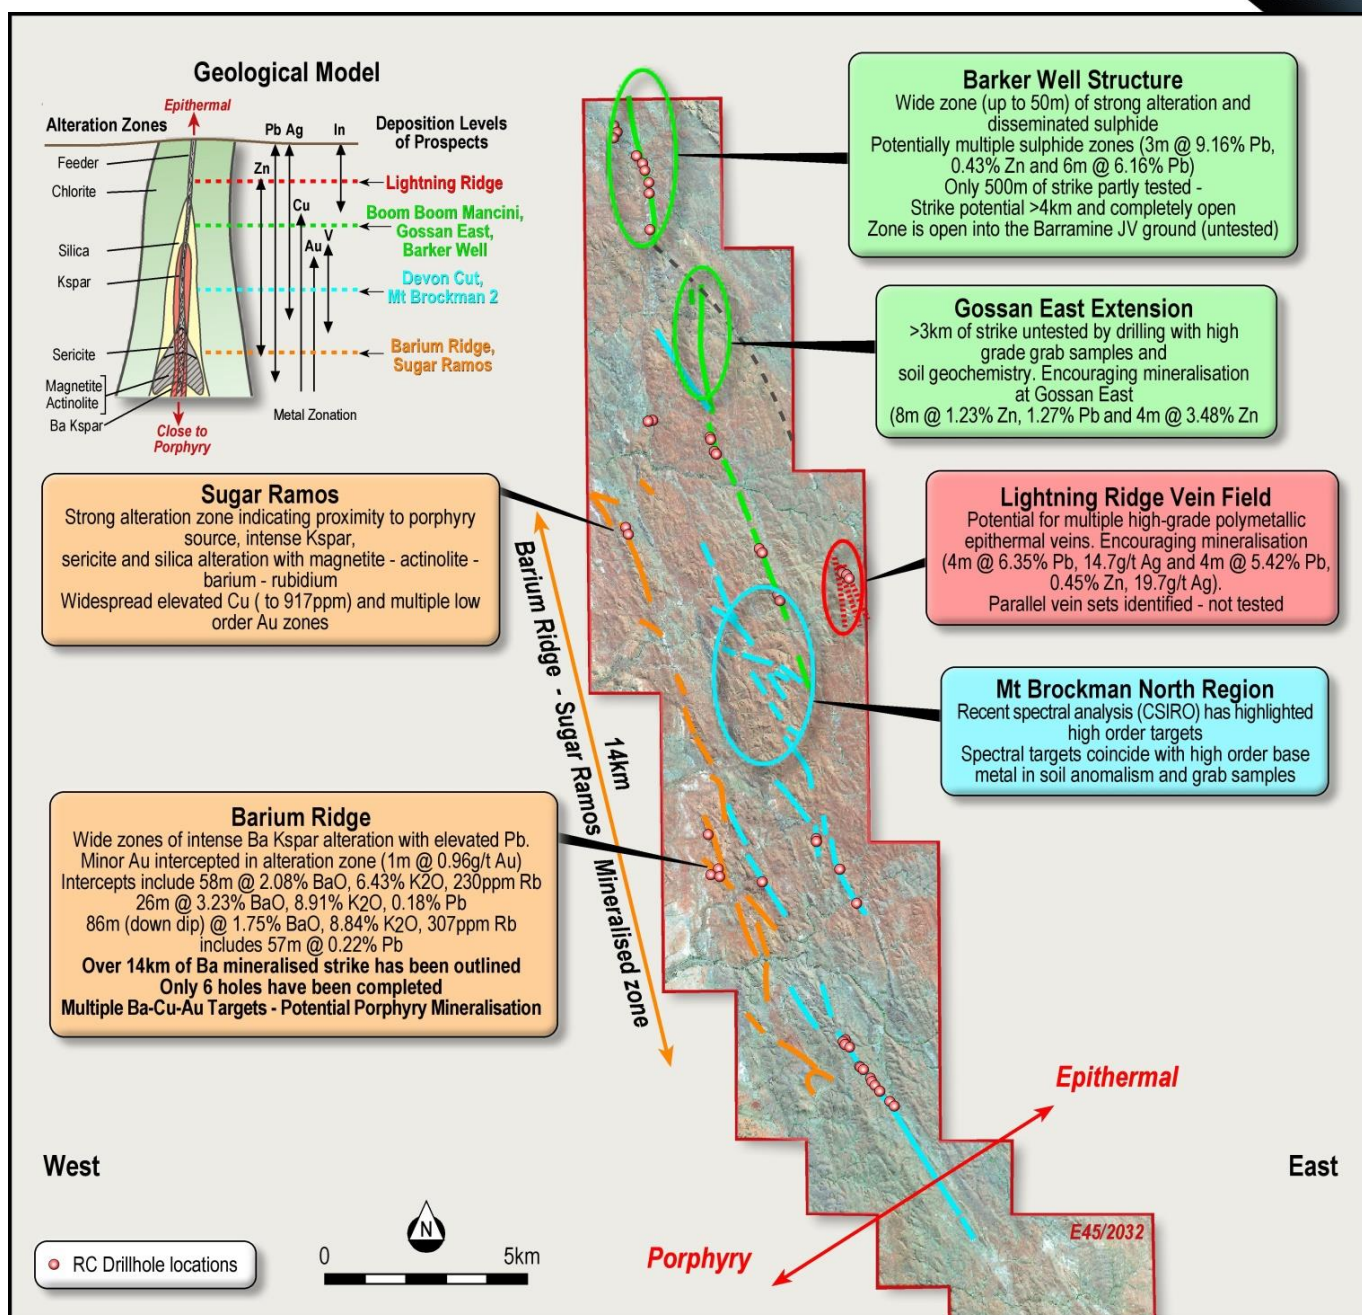 Geological Model
Epithermal
Alteration Zones
Pb Ag
In
Deposition Levels
of Prospects
Feeder
Chlorite
Zn
Lightning Ridge
Cu
Boom Boom Mancini,
Gossan East,
Barker Well
V
Au
Silica
Kspar
Devon Cut,
Mt Brockman 2
Sericite
Barium Ridge,
Sugar Ramos
Magnetite
Actinolite
Ba Kspar
Metal Zonation
Close to
Porphyry
Barker Well Structure
Wide zone (up to 50m) of strong alteration and
disseminated sulphide
Potentially multiple sulphide zones (3m @ 9.16% Pb,
0.43% Zn and 6m @ 6.16% Pb)
Only 500m of strike partly tested -
Strike potential >4km and completely open
Zone is open into the Barramine JV ground (untested)
Gossan East Extension
>3km of strike untested by drilling with high
grade grab samples and
soil geochemistry. Encouraging mineralisation
at Gossan East
(8m @ 1.23% Zn, 1.27% Pb and 4m @ 3.48% Zn
Sugar Ramos
Strong alteration zone indicating proximity to porphyry
source, intense Kspar,
sericite and silica alteration with magnetite - actinolite -
barium - rubidium
Widespread elevated Cu ( to 917ppm) and multiple low
order Au zones
Lightning Ridge Vein Field
Potential for multiple high-grade polymetallic
epithermal veins. Encouraging mineralisation
(4m @ 6.35% Pb, 14.7g/t Ag and 4m @ 5.42% Pb,
0.45% Zn, 19.7g/t Ag).
Parallel vein sets identified - not tested
Barium Ridge - Sugar Ramos Mineralised zone
14km
Mt Brockman North Region
Recent spectral analysis (CSIRO) has highlighted
high order targets
Spectral targets coincide with high order base
metal in soil anomalism and grab samples
Barium Ridge
Wide zones of intense Ba Kspar alteration with elevated Pb.
Minor Au intercepted in alteration zone (1m @ 0.96g/t Au)
Intercepts include 58m @ 2.08% BaO, 6.43% K2O, 230ppm Rb
26m @ 3.23% BaO, 8.91% K2O, 0.18% Pb
86m (down dip) @ 1.75% BaO, 8.84% K2O, 307ppm Rb
includes 57m @ 0.22% Pb
Over 14km of Ba mineralised strike has been outlined
Only 6 holes have been completed
Multiple Ba-Cu-Au Targets - Potential Porphyry Mineralisation
Epithermal
West
East
E45/2032
N
Porphyry
0
5km
RC Drillhole locations